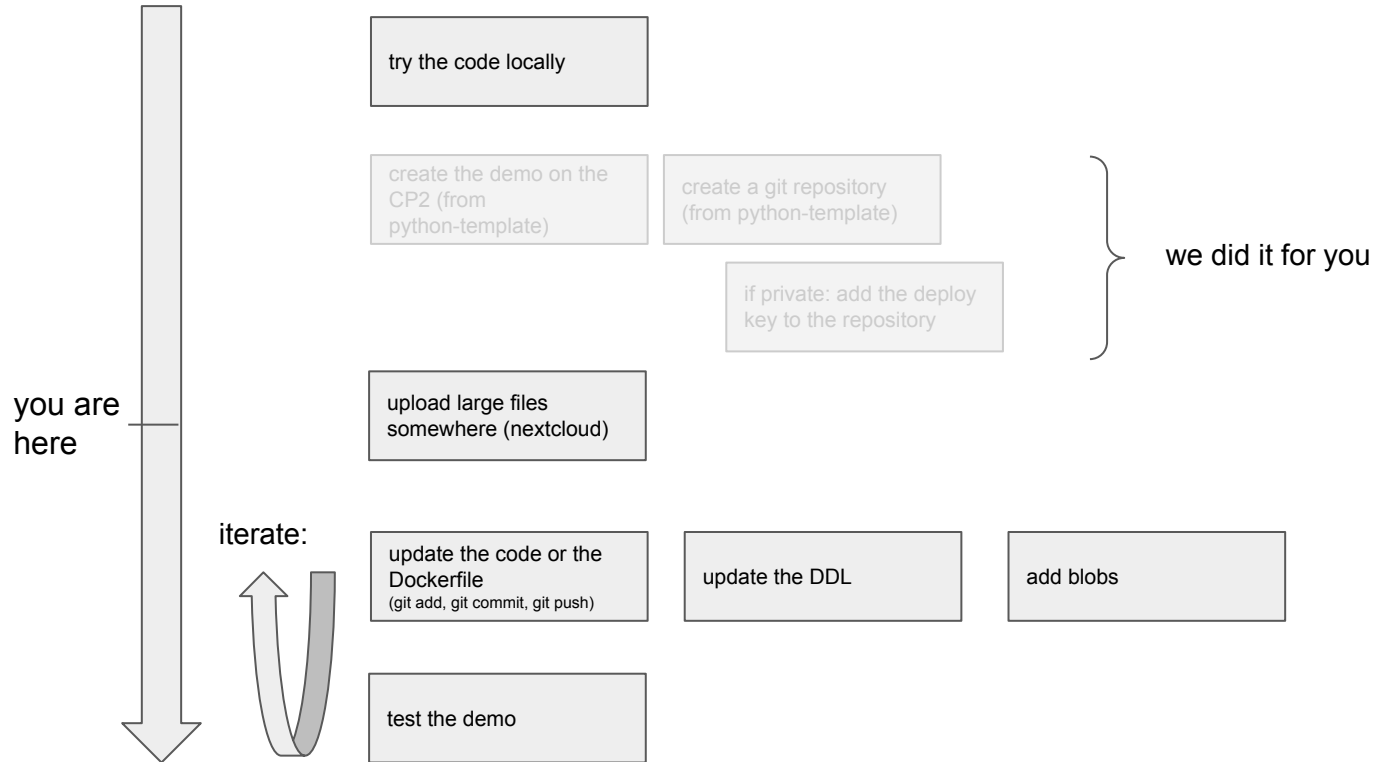 try the code locally
create the demo on the
CP2 (from
python-template)
create a git repository
(from python-template)
we did it for you
if private: add the deploy
key to the repository
you are
here
upload large files
somewhere (nextcloud)
iterate:
update the code or the
Dockerfile
(git add, git commit, git push)
update the DDL
add blobs
test the demo